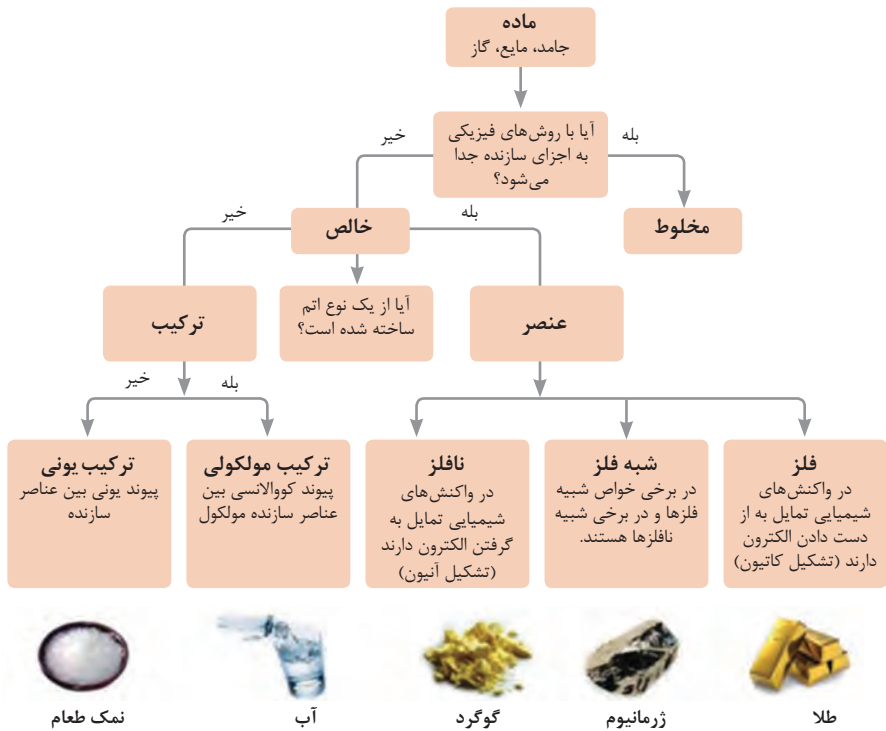 ماده
جامد، مایع، گاز
آیا با روش‌های فیزیکی
به اجزای سازنده جدا
می‌شود؟
بله
خیر
مخلوط
خالص
بله
خیر
آیا از یک نوع اتم
ساخته شده است؟
عنصر
ترکیب
بله
خیر
فلز
در واکنش‌های
شیمیایی تمایل به از
دست دادن الکترون
دارند (تشکیل کاتیون)
شبه فلز
در برخی خواص شبیه
فلزها و در برخی شبیه
نافلزها هستند.
نافلز
در واکنش‌های
شیمیایی تمایل به
گرفتن الکترون دارند
(تشکیل آنیون)
ترکیب مولکولی
پیوند کووالانسی بین
عناصر سازنده مولکول
ترکیب یونی
پیوند یونی بین عناصر
سازنده
طلا
ژرمانیوم
گوگرد
آب
نمک طعام